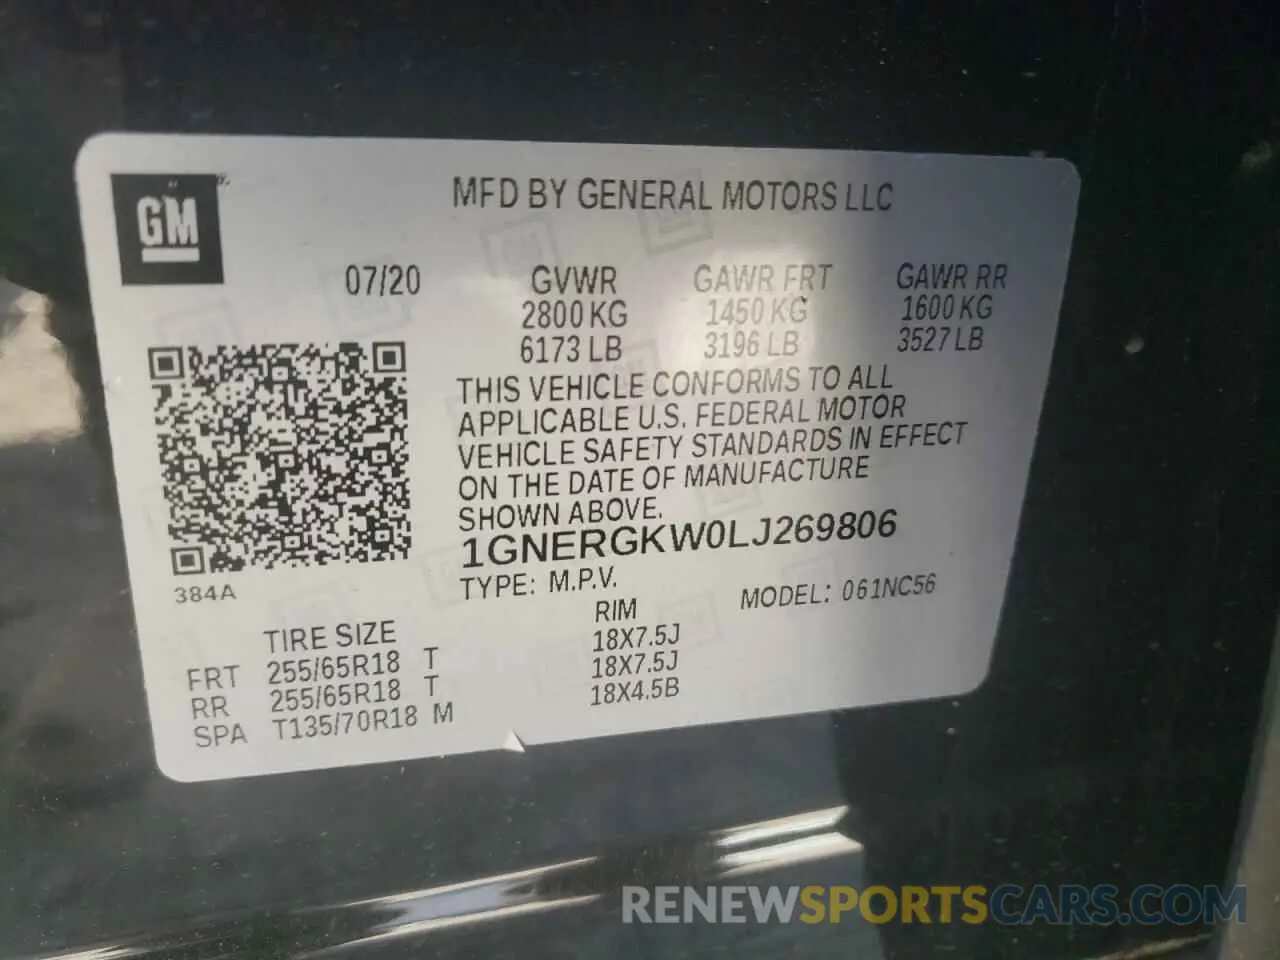 GM
MFD BY GENERAL MOTORS LLC
07/20 GVWR GAWR FRT GAWR RR
2800 KG 1450 KG 1600 KG
6173 LB 3196 LB 3527 LB
THIS VEHICLE CONFORMS TO ALL
APPLICABLE U.S. FEDERAL MOTOR
VEHICLE SAFETY STANDARDS IN EFFECT
ON THE DATE OF MANUFACTURE
SHOWN ABOVE.
1GNERGKW0LJ269806
384A
TYPE: M.P.V. MODEL: 061NC56
TIRE SIZE RIM
FRT 255/65R18 T 18X7.5J
RR 255/65R18 T 18X7.5J
SPA T135/70R18 M 18X4.5B
RENEWSPORTSCARS.COM